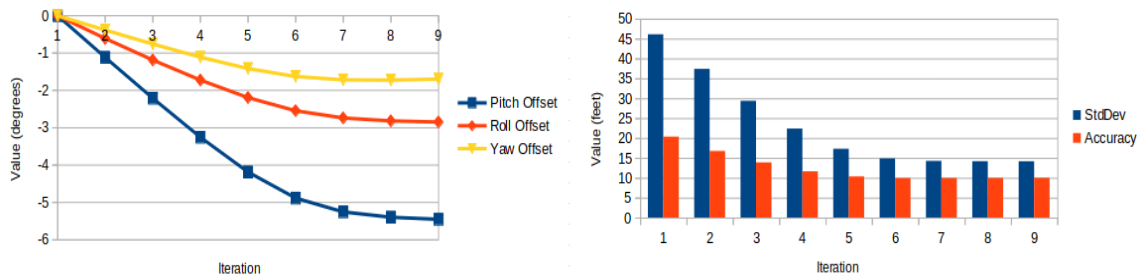 0
-1
-2
-3
-4
-5
-6
1 2 3 4 5 6 7 8 9
Value (degrees)
Iteration
Pitch Offset
Roll Offset
Yaw Offset
50
45
40
35
30
25
20
15
10
5
0
1 2 3 4 5 6 7 8 9
Value (feet)
Iteration
StdDev
Accuracy